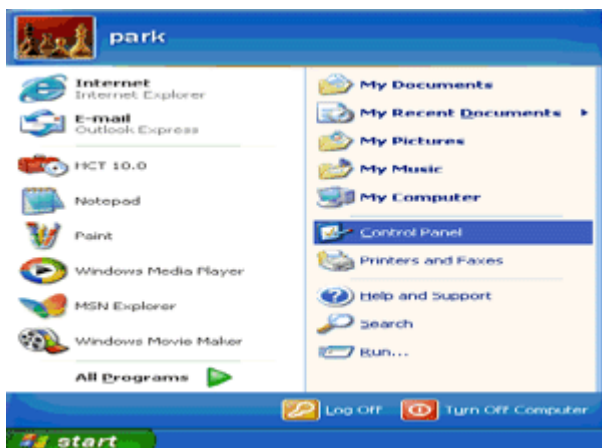 park
Internet
Internet Explorer
E-mail
Outlook Express
HCT 10.0
Notepad
Paint
Windows Media Player
MSN Explorer
Windows Movie Maker
All Programs
My Documents
My Recent Documents
My Pictures
My Music
My Computer
Control Panel
Printers and Faxes
Help and Support
Search
Run...
Log Off
Turn Off Computer
start